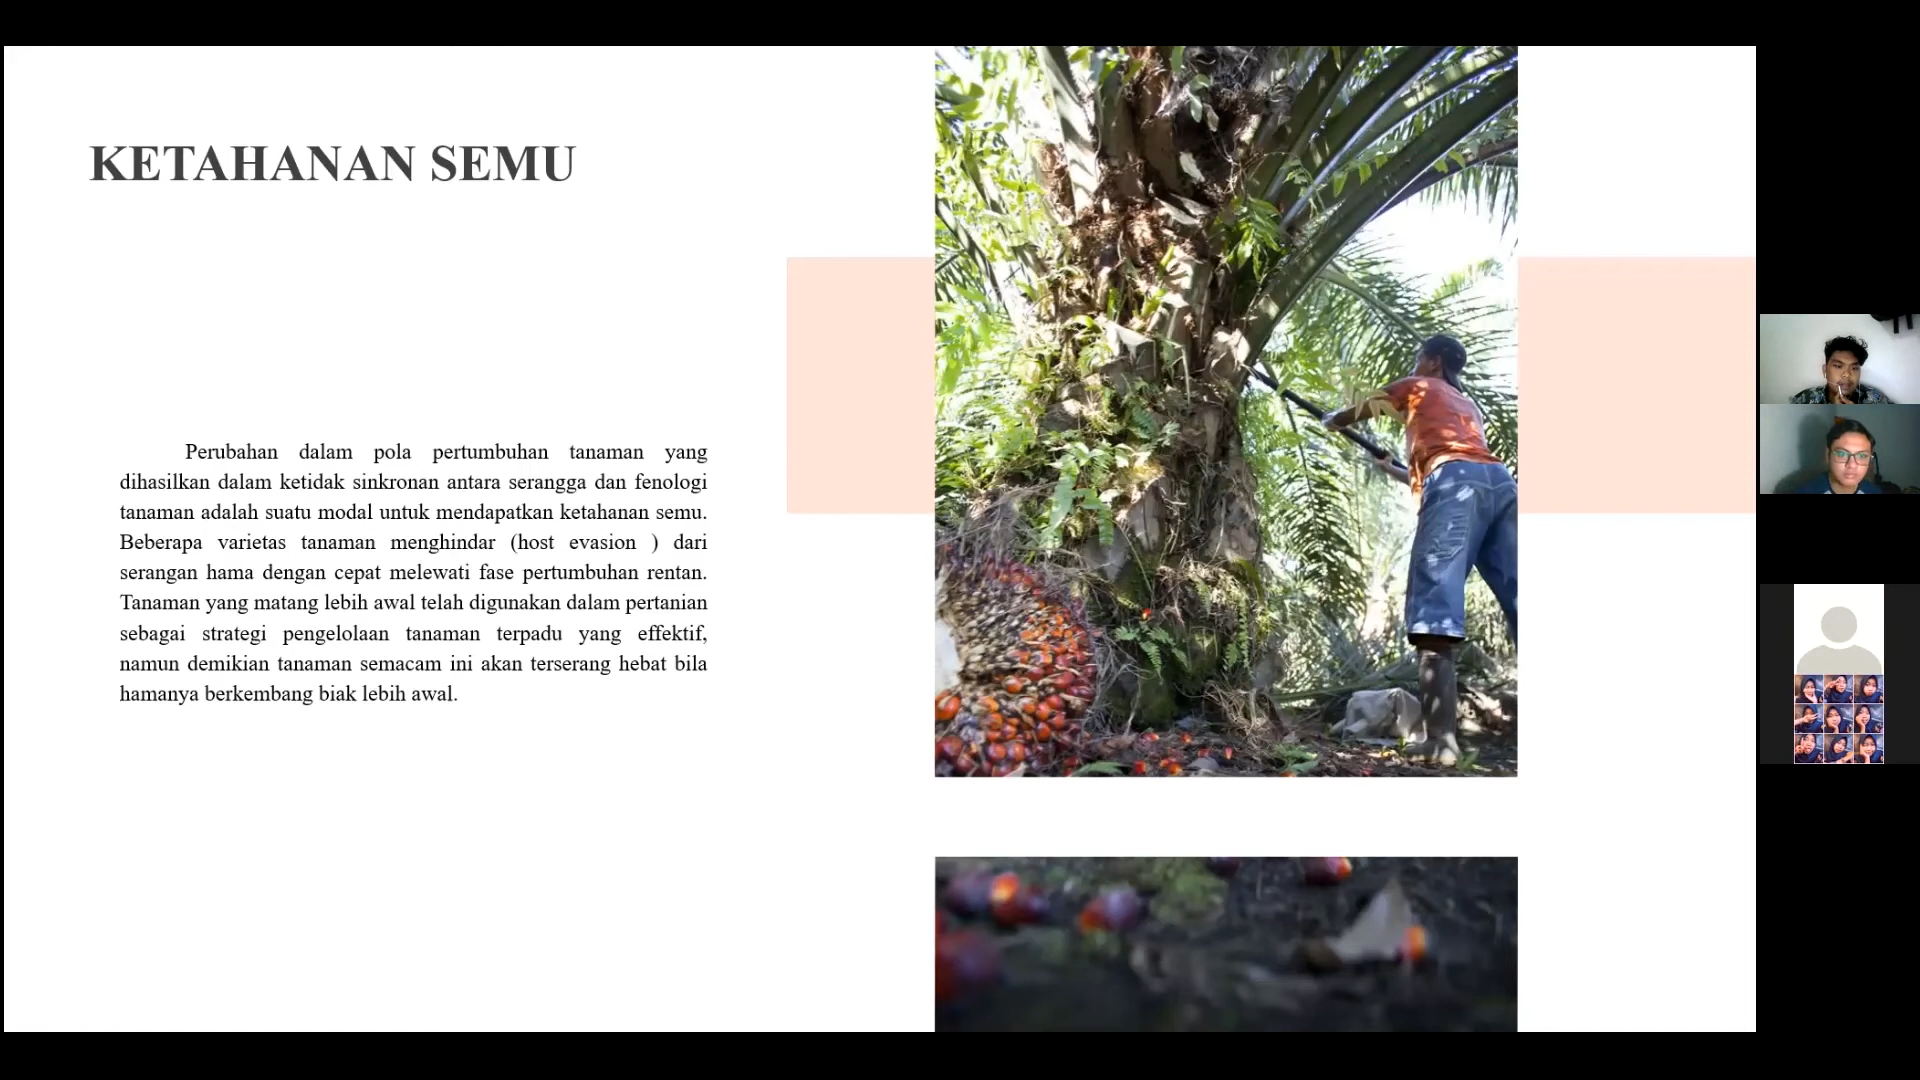 KETAHANAN SEMU
Perubahan dalam pola pertumbuhan tanaman yang
dihasilkan dalam ketidak sinkronan antara serangga dan fenologi
tanaman adalah suatu modal untuk mendapatkan ketahanan semu.
Beberapa varietas tanaman menghindar (host evasion ) dari
serangan hama dengan cepat melewati fase pertumbuhan rentan.
Tanaman yang matang lebih awal telah digunakan dalam pertanian
sebagai strategi pengelolaan tanaman terpadu yang effektif,
namun demikian tanaman semacam ini akan terserang hebat bila
hamanya berkembang biak lebih awal.